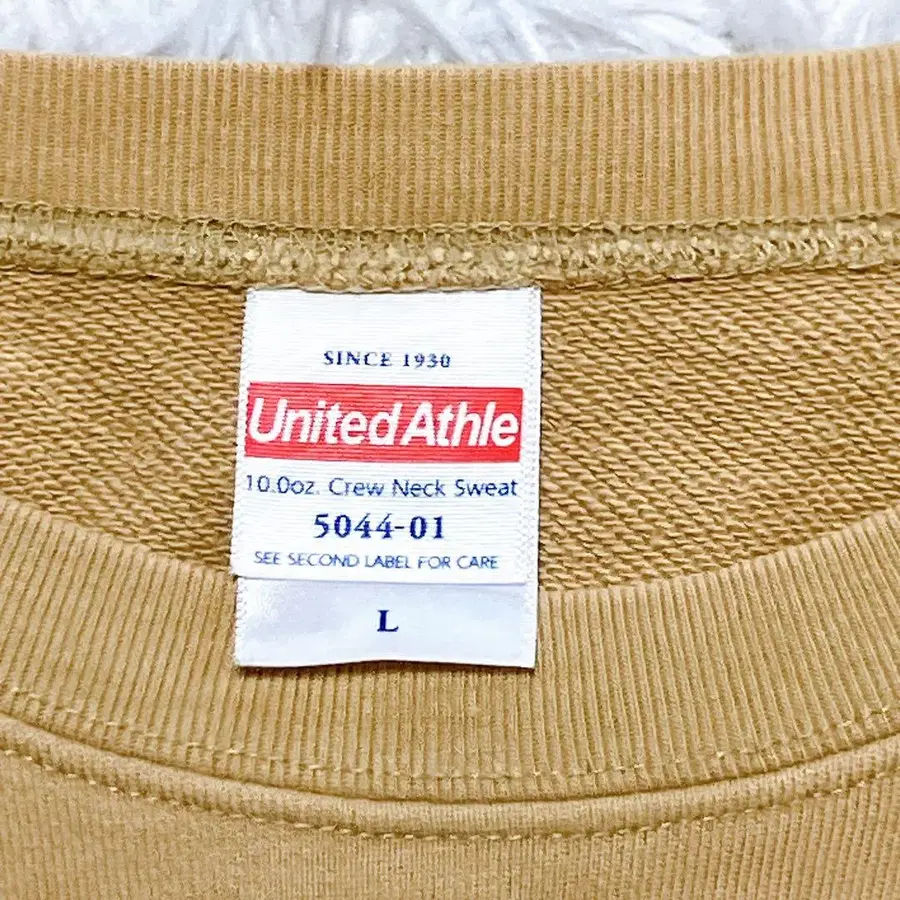 SINCE 1930
United Athle
10.0oz. Crew Neck Sweat
5044-01
SEE SECOND LABEL FOR CARE
L